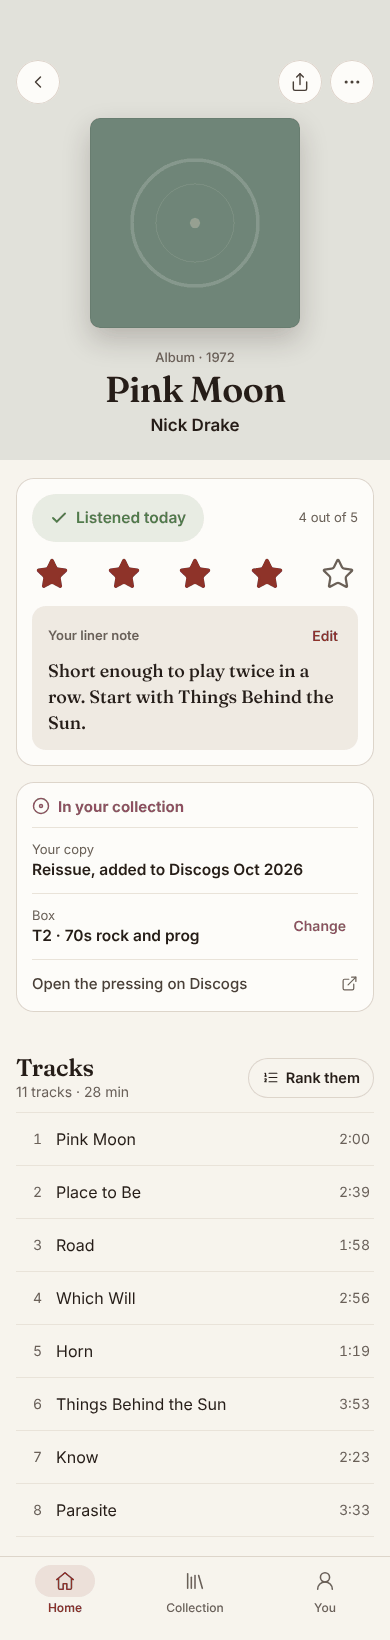 Album · 1972
Pink Moon
Nick Drake
Listened today
4 out of 5
Your liner note
Edit
Short enough to play twice in a
row. Start with Things Behind the
Sun.
In your collection
Your copy
Reissue, added to Discogs Oct 2026
Box
T2 · 70s rock and prog
Change
Open the pressing on Discogs
Tracks
11 tracks · 28 min
Rank them
1 Pink Moon 2:00
2 Place to Be 2:39
3 Road 1:58
4 Which Will 2:56
5 Horn 1:19
6 Things Behind the Sun 3:53
7 Know 2:23
8 Parasite 3:33
Home
Collection
You